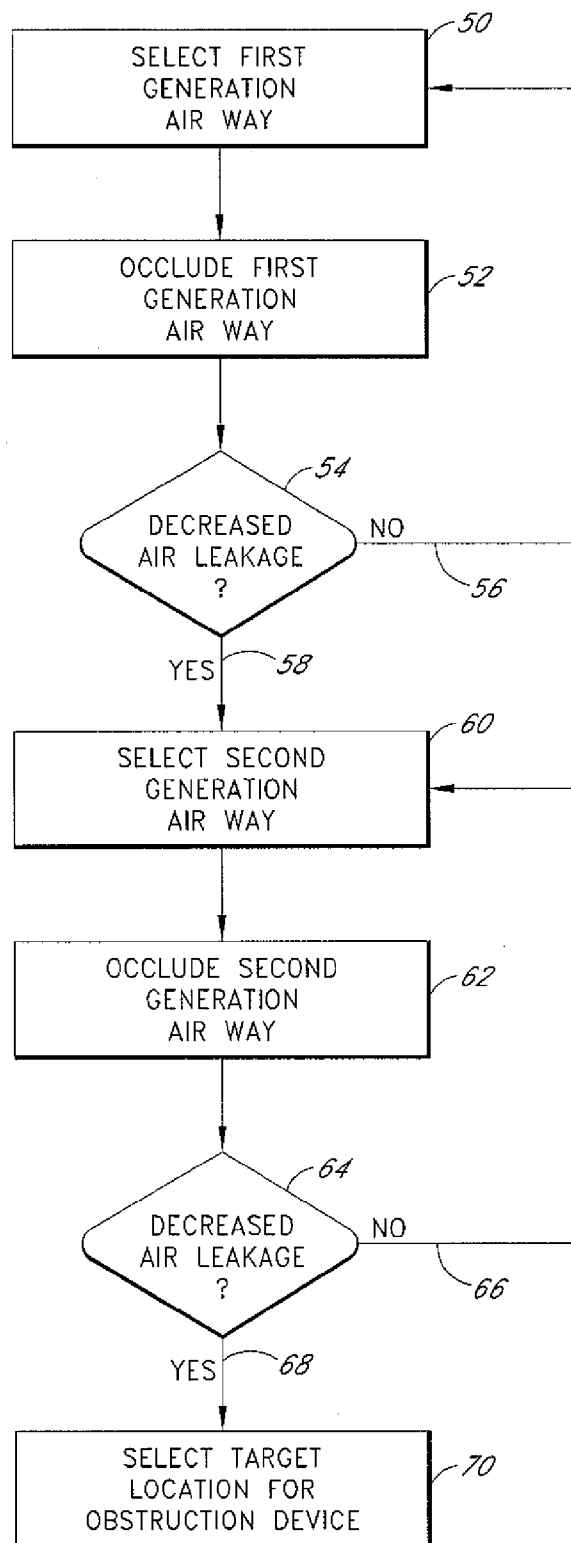 50
SELECT FIRST
GENERATION
AIR WAY
OCCLUDE FIRST
GENERATION
AIR WAY
52
54
DECREASED
AIR LEAKAGE
?
NO
56
YES
58
60
SELECT SECOND
GENERATION
AIR WAY
OCCLUDE SECOND
GENERATION
AIR WAY
62
64
DECREASED
AIR LEAKAGE
?
NO
66
YES
68
SELECT TARGET
LOCATION FOR
OBSTRUCTION DEVICE
70